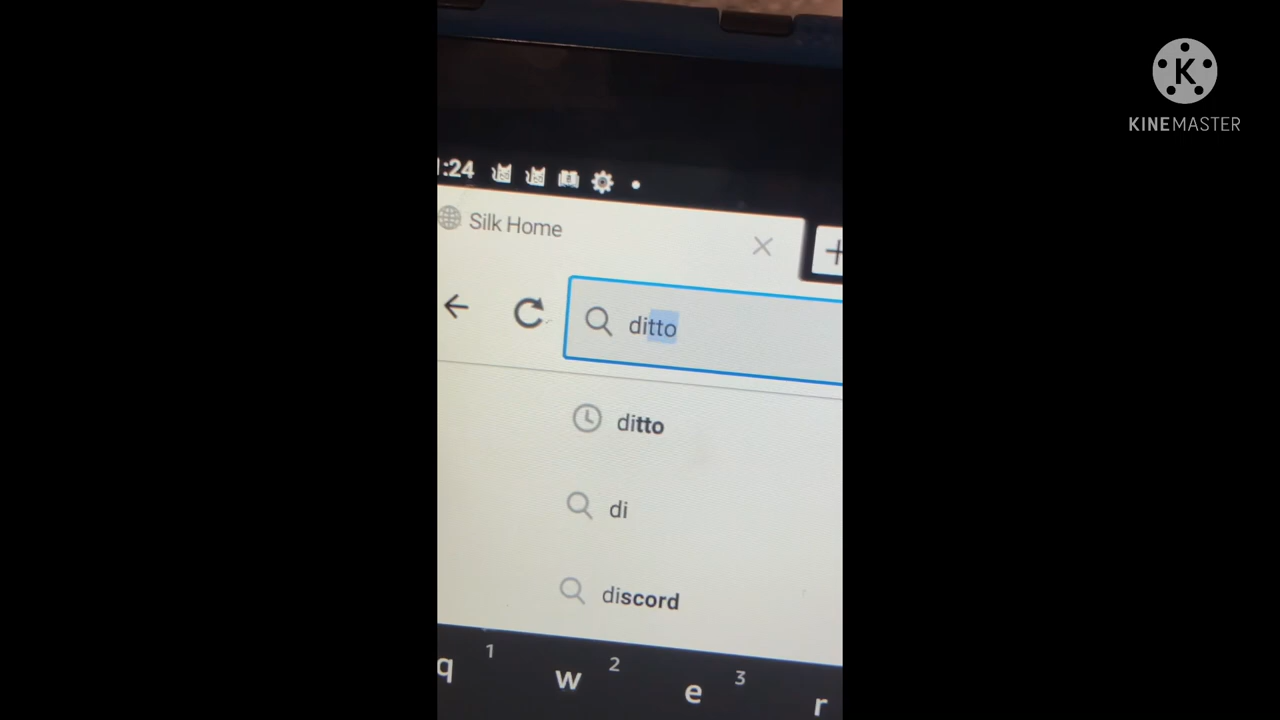 :24
Silk Home
ditto
ditto
di
discord
q 1 w 2 e 3 r
K
KINEMASTER